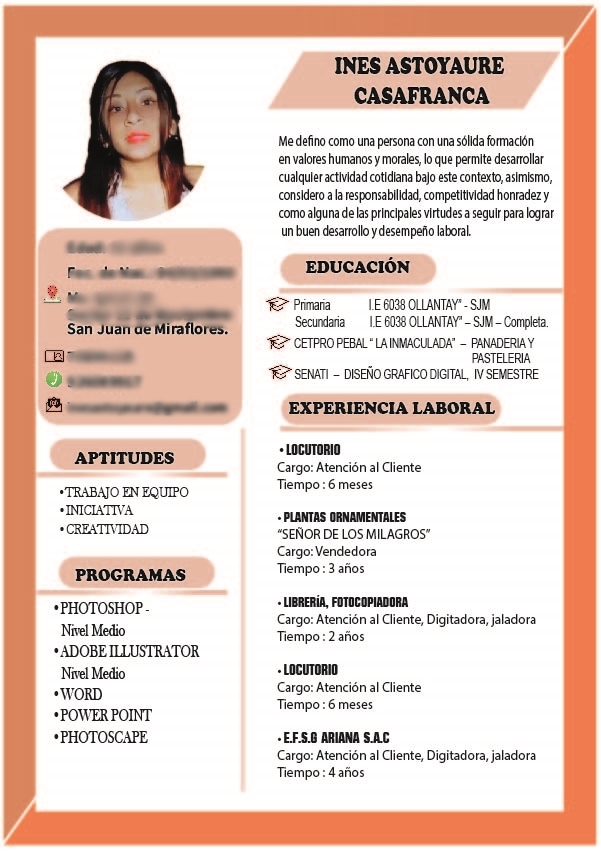 INES ASTOYAURE
CASAFRANCA
Me defino como una persona con una sólida formación
en valores humanos y morales, lo que permite desarrollar
cualquier actividad cotidiana bajo este contexto, asimismo,
considero a la responsabilidad, competitividad honradez y
como alguna de las principales virtudes a seguir para lograr
un buen desarrollo y desempeño laboral.
San Juan de Miraflores.
EDUCACIÓN
Primaria I.E 6038 OLLANTAY" - SJM
Secundaria I.E 6038 OLLANTAY" – SJM – Completa.
CETPRO PEBAL " LA INMACULADA" – PANADERIA Y
PASTELERIA
SENATI – DISEÑO GRAFICO DIGITAL, IV SEMESTRE
APTITUDES
• TRABAJO EN EQUIPO
• INICIATIVA
• CREATIVIDAD
PROGRAMAS
• PHOTOSHOP -
Nivel Medio
• ADOBE ILLUSTRATOR
Nivel Medio
• WORD
• POWER POINT
• PHOTOSCAPE
EXPERIENCIA LABORAL
• LOCUTORIO
Cargo: Atención al Cliente
Tiempo : 6 meses
• PLANTAS ORNAMENTALES
"SEÑOR DE LOS MILAGROS"
Cargo: Vendedora
Tiempo : 3 años
• LIBRERíA, FOTOCOPIADORA
Cargo: Atención al Cliente, Digitadora, jaladora
Tiempo : 2 años
• LOCUTORIO
Cargo: Atención al Cliente
Tiempo : 6 meses
• E.F.S.G ARIANA S.A.C
Cargo: Atención al Cliente, Digitadora, jaladora
Tiempo : 4 años